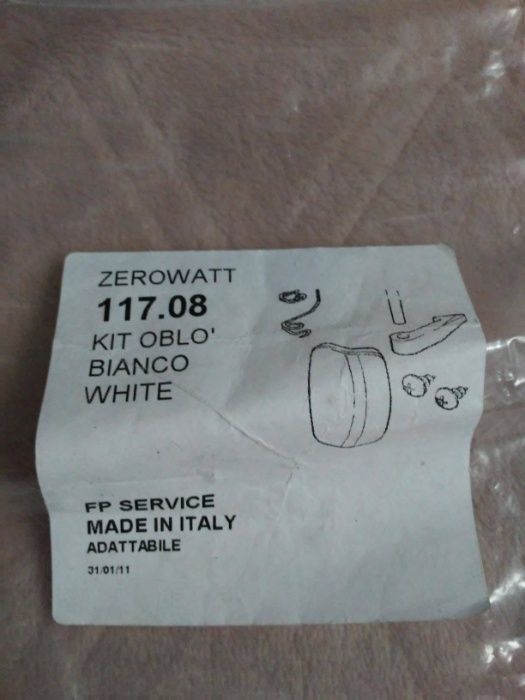 ZEROWATT
117.08
KIT OBLO'
BIANCO
WHITE
FP SERVICE
MADE IN ITALY
ADATTABILE
31/01/11